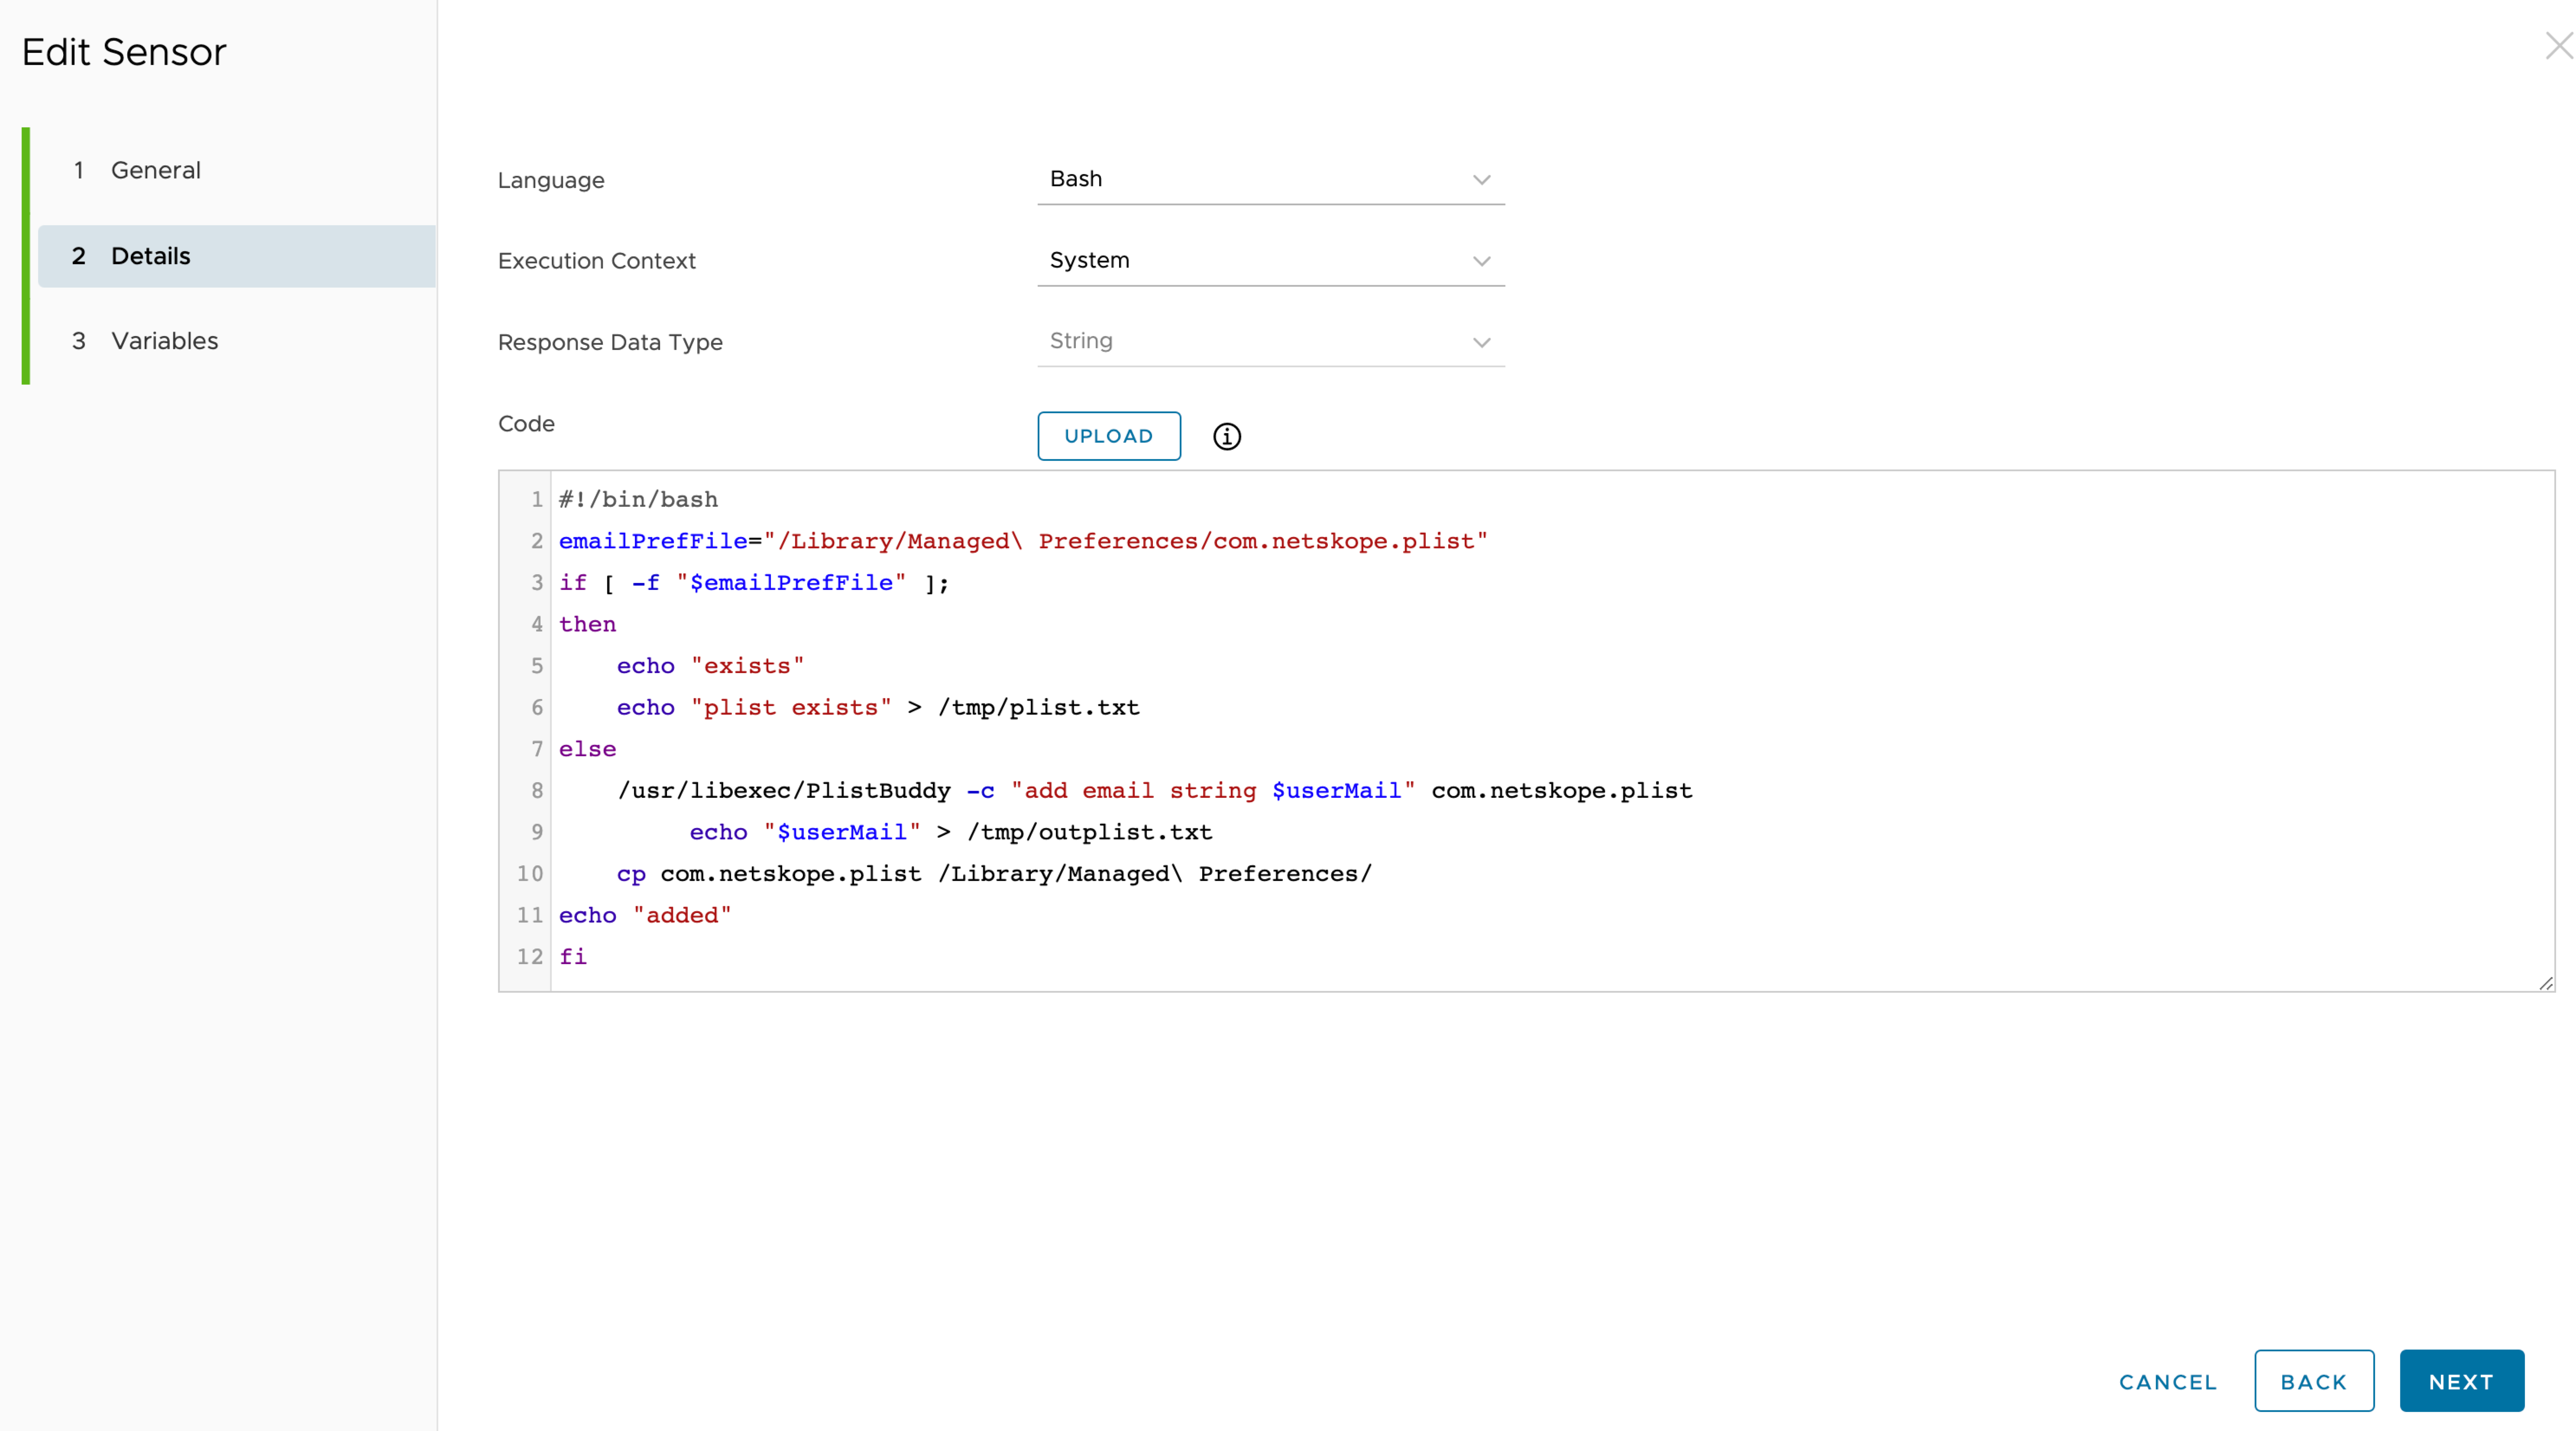 Edit Sensor
1 General
2 Details
3 Variables
Language Bash
Execution Context System
Response Data Type String
Code UPLOAD
1 #!/bin/bash
2 emailPrefFile="/Library/Managed\ Preferences/com.netskope.plist"
3 if [ -f "$emailPrefFile" ];
4 then
5     echo "exists"
6     echo "plist exists" > /tmp/plist.txt
7 else
8     /usr/libexec/PlistBuddy -c "add email string $userMail" com.netskope.plist
9          echo "$userMail" > /tmp/outplist.txt
10     cp com.netskope.plist /Library/Managed\ Preferences/
11 echo "added"
12 fi
CANCEL BACK NEXT